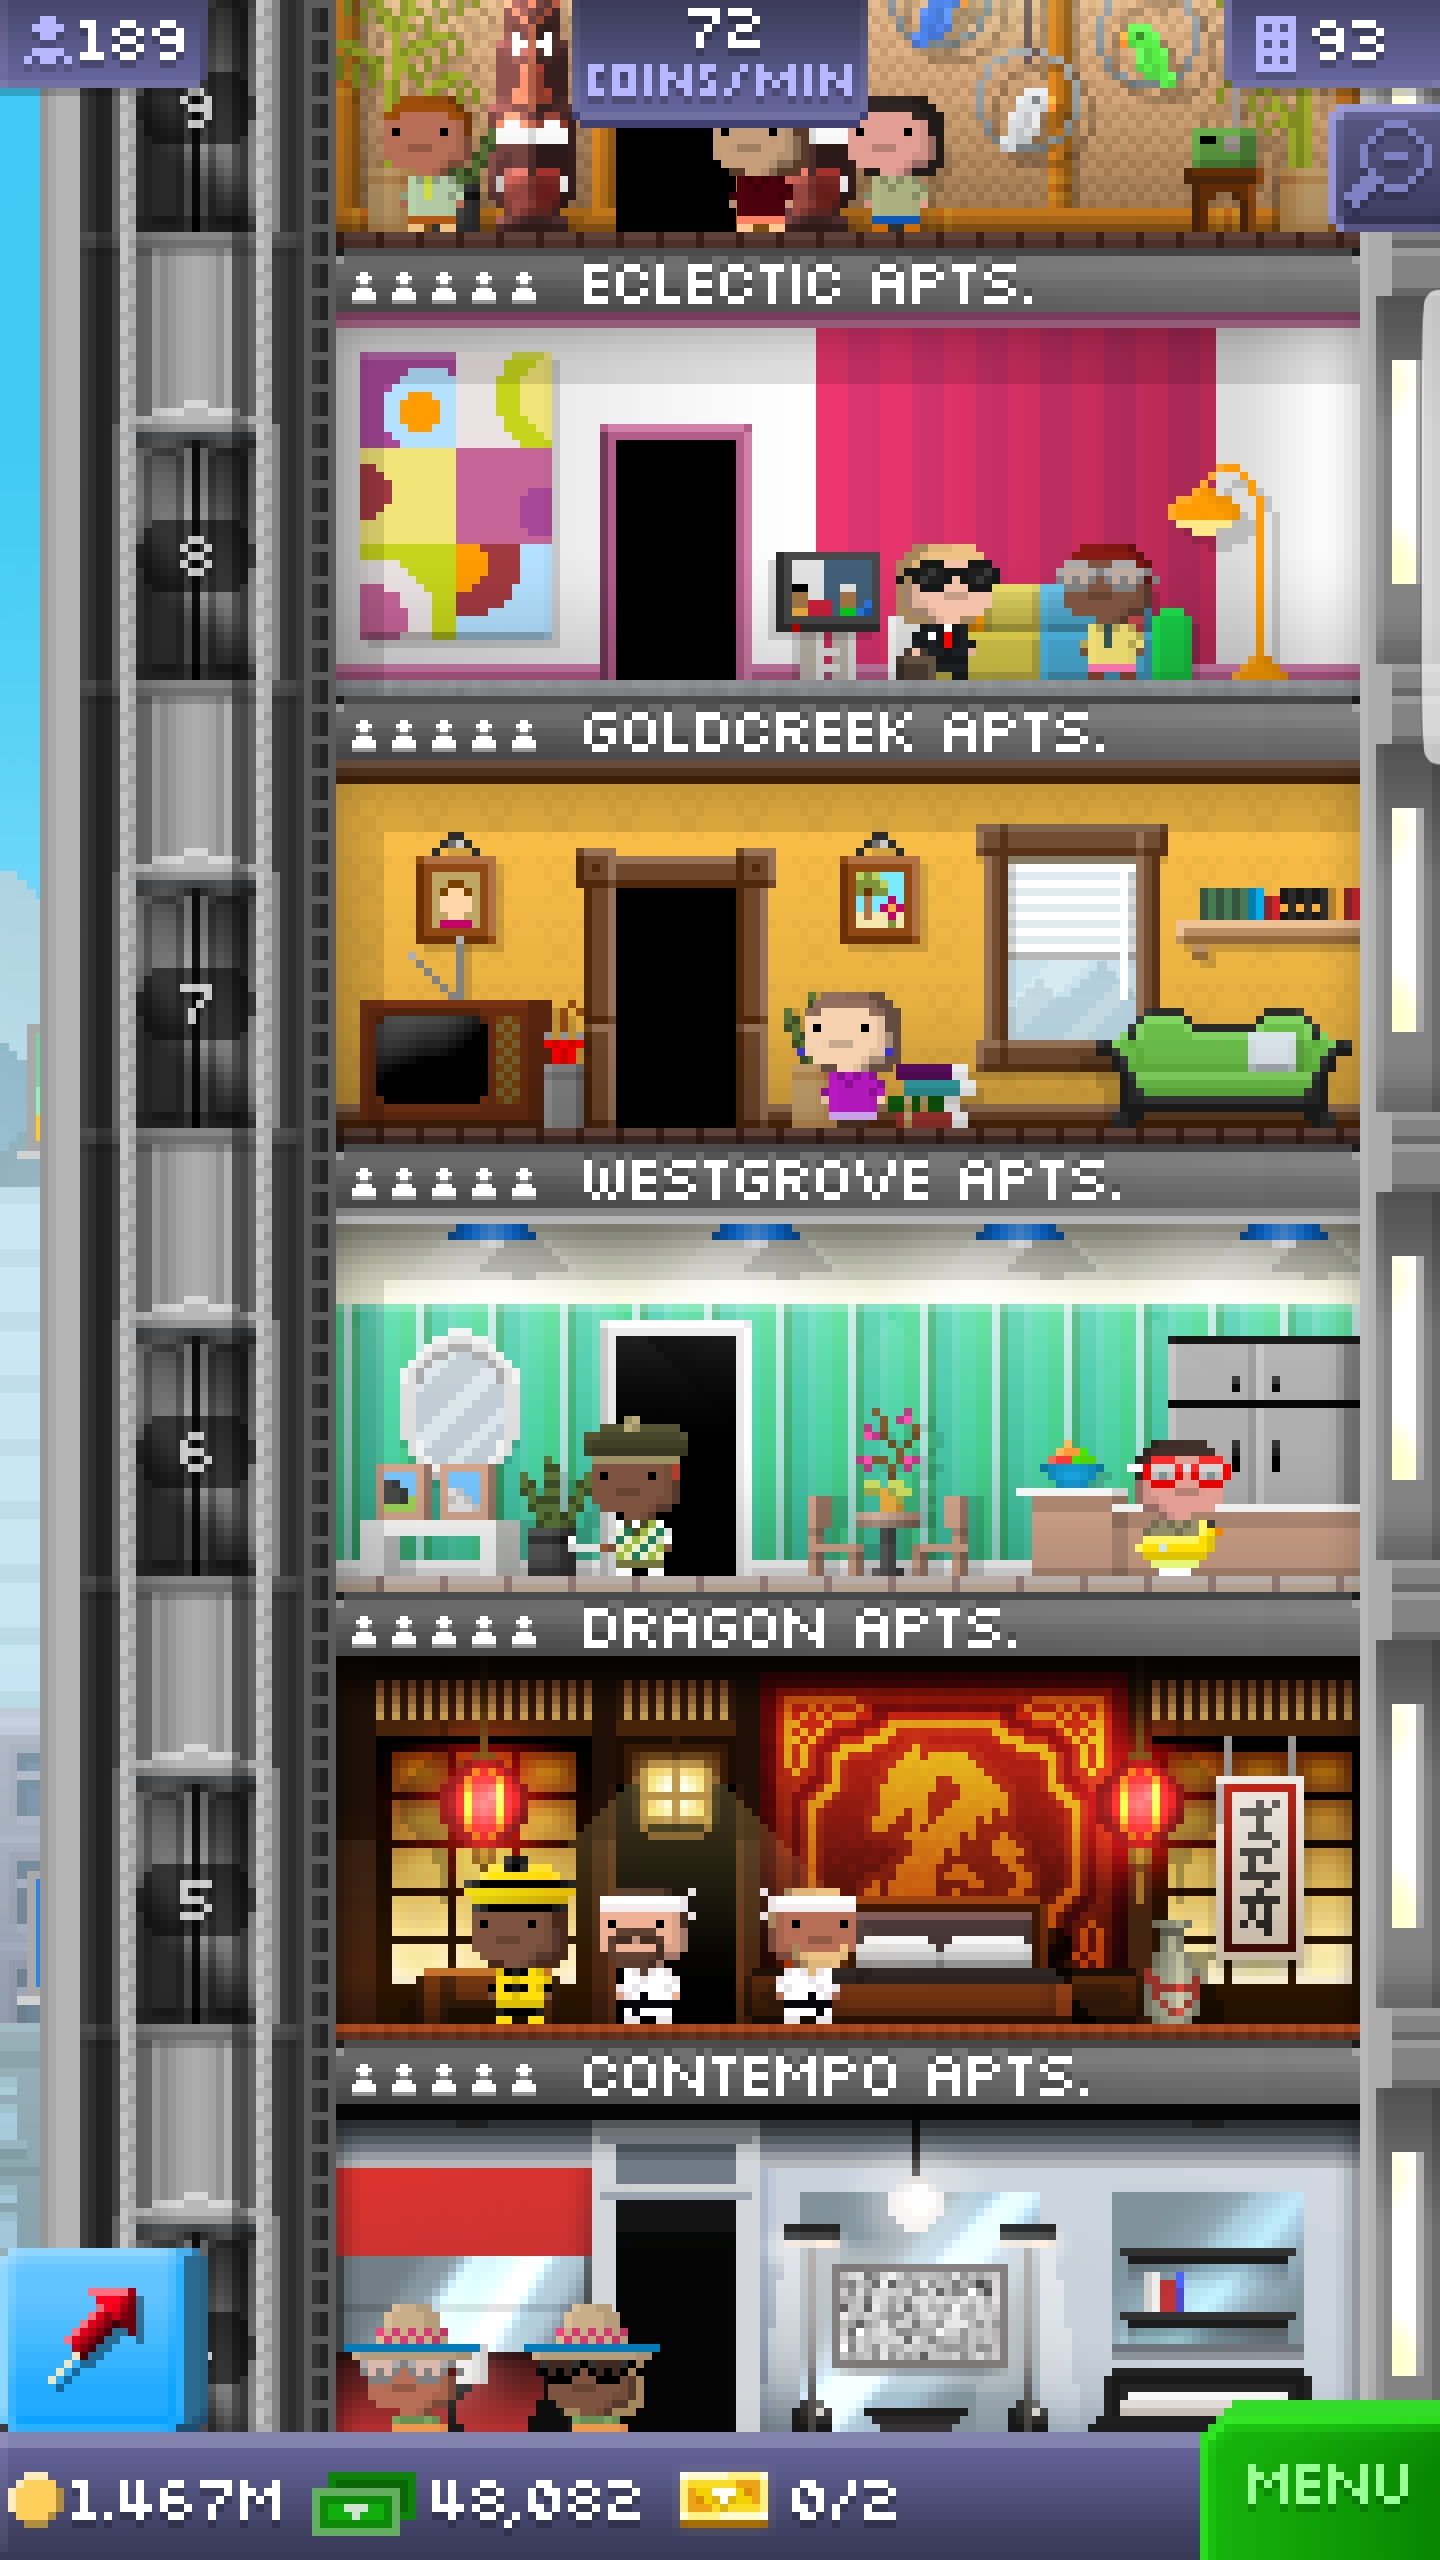 189
72
COINS/MIN
93
9
ECLECTIC APTS.
8
GOLDCREEK APTS.
7
WESTGROVE APTS.
6
DRAGON APTS.
5
CONTEMPO APTS.
1.467M
48,082
0/2
MENU